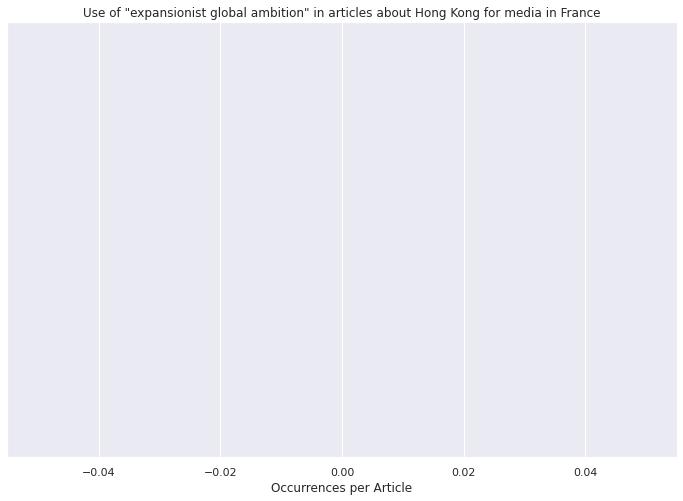 Use of "expansionist global ambition" in articles about Hong Kong for media in France
−0.04 −0.02 0.00 0.02 0.04
Occurrences per Article